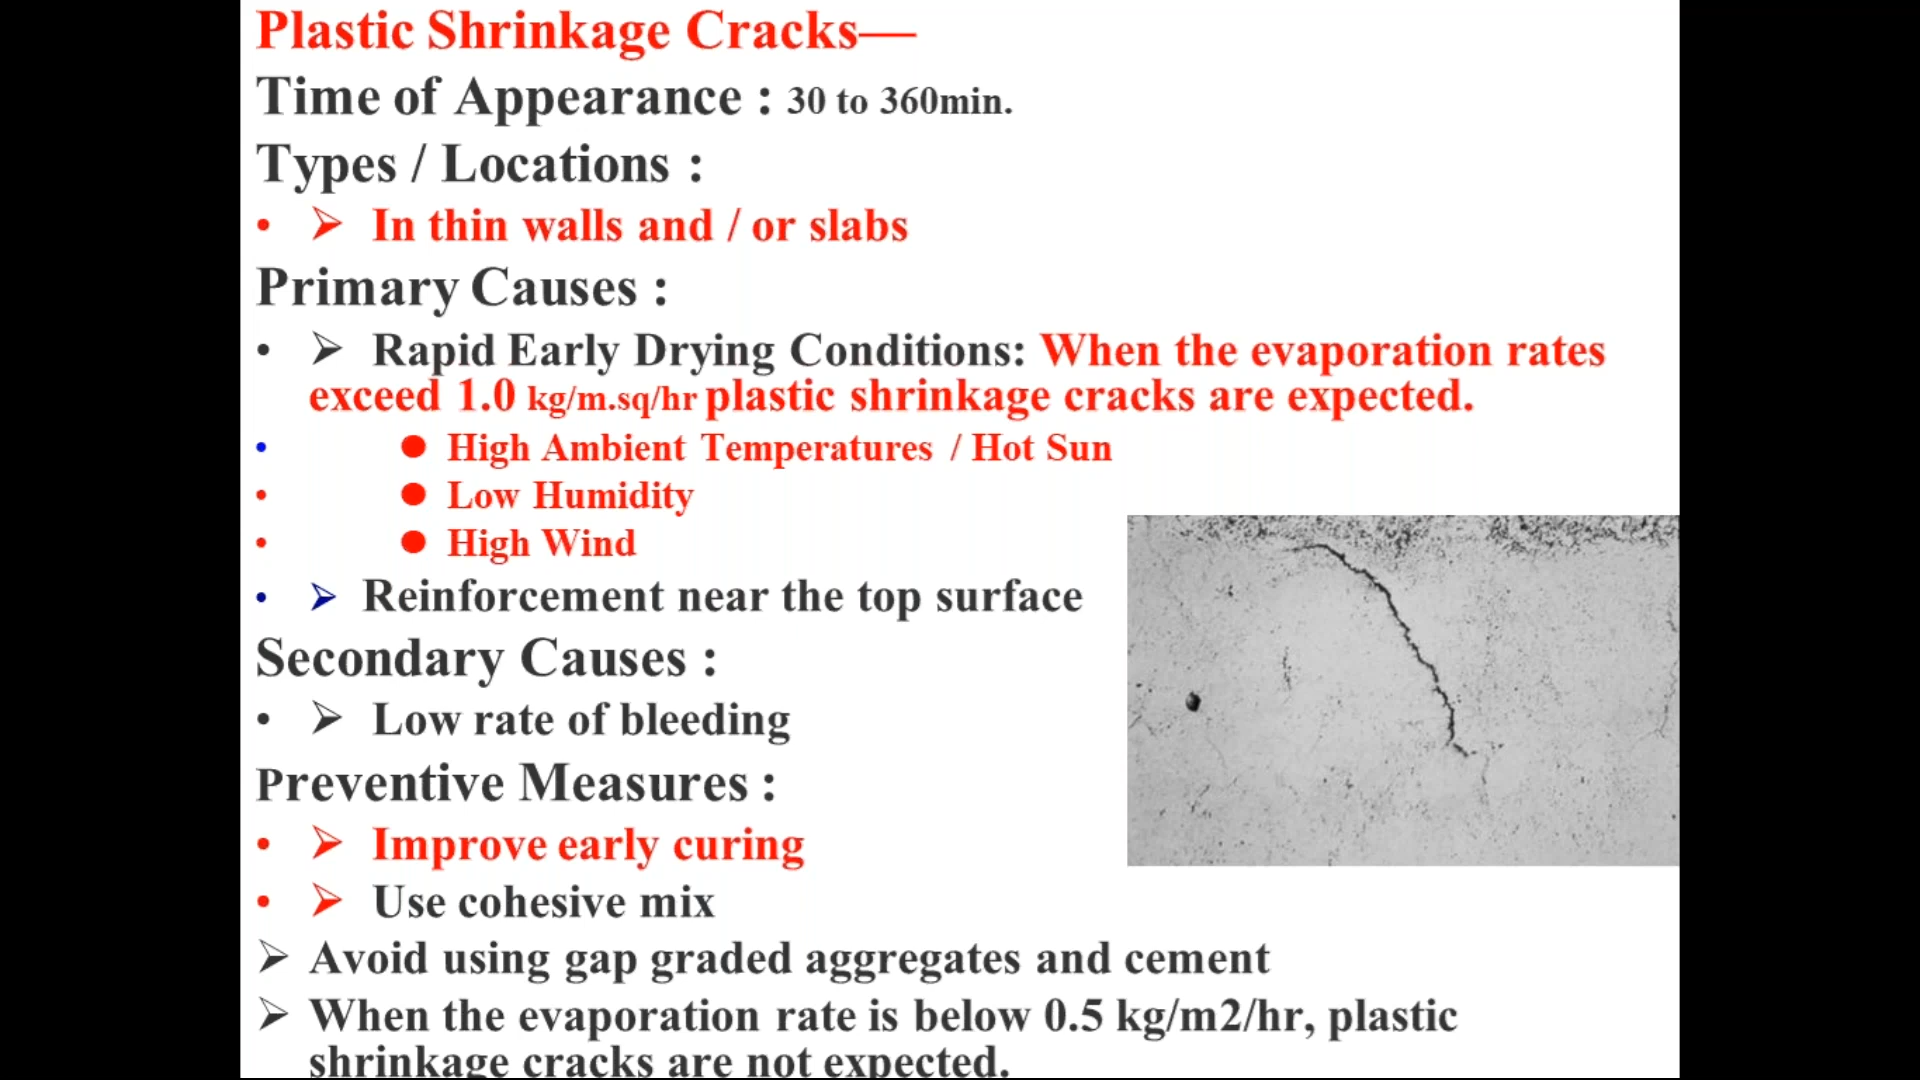 Plastic Shrinkage Cracks—
Time of Appearance : 30 to 360min.
Types / Locations :
• ➢ In thin walls and / or slabs
Primary Causes :
• ➢ Rapid Early Drying Conditions: When the evaporation rates
exceed 1.0 kg/m.sq/hr plastic shrinkage cracks are expected.
• ● High Ambient Temperatures / Hot Sun
• ● Low Humidity
• ● High Wind
• ➢ Reinforcement near the top surface
Secondary Causes :
• ➢ Low rate of bleeding
Preventive Measures :
• ➢ Improve early curing
• ➢ Use cohesive mix
➢ Avoid using gap graded aggregates and cement
➢ When the evaporation rate is below 0.5 kg/m2/hr, plastic
shrinkage cracks are not expected.